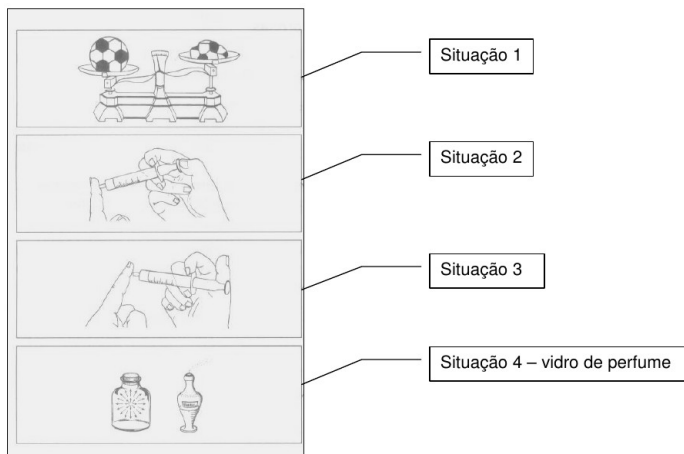 Situação 1
Situação 2
Situação 3
Situação 4 – vidro de perfume